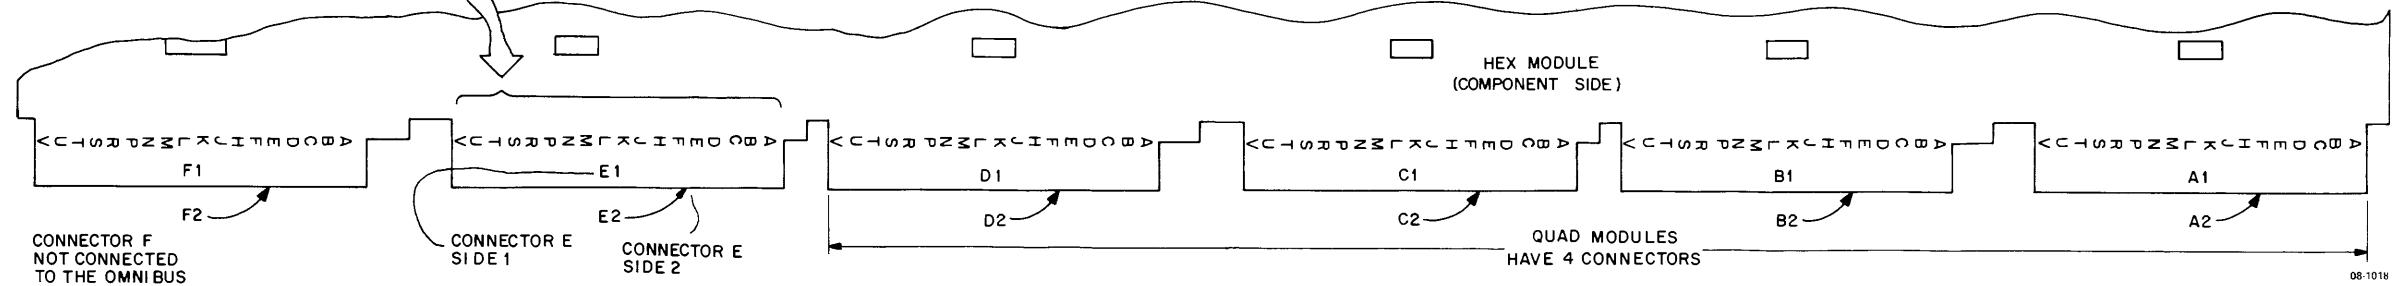 HEX MODULE
(COMPONENT SIDE)
V U T S R P N M L K J H F E D C B A
V U T S R P N M L K J H F E D C B A
V U T S R P N M L K J H F E D C B A
V U T S R P N M L K J H F E D C B A
V U T S R P N M L K J H F E D C B A
V U T S R P N M L K J H F E D C B A
F1
E1
D1
C1
B1
A1
F2
E2
D2
C2
B2
A2
CONNECTOR F
NOT CONNECTED
TO THE OMNIBUS
CONNECTOR E
SIDE 1
CONNECTOR E
SIDE 2
QUAD MODULES
HAVE 4 CONNECTORS
08-1018